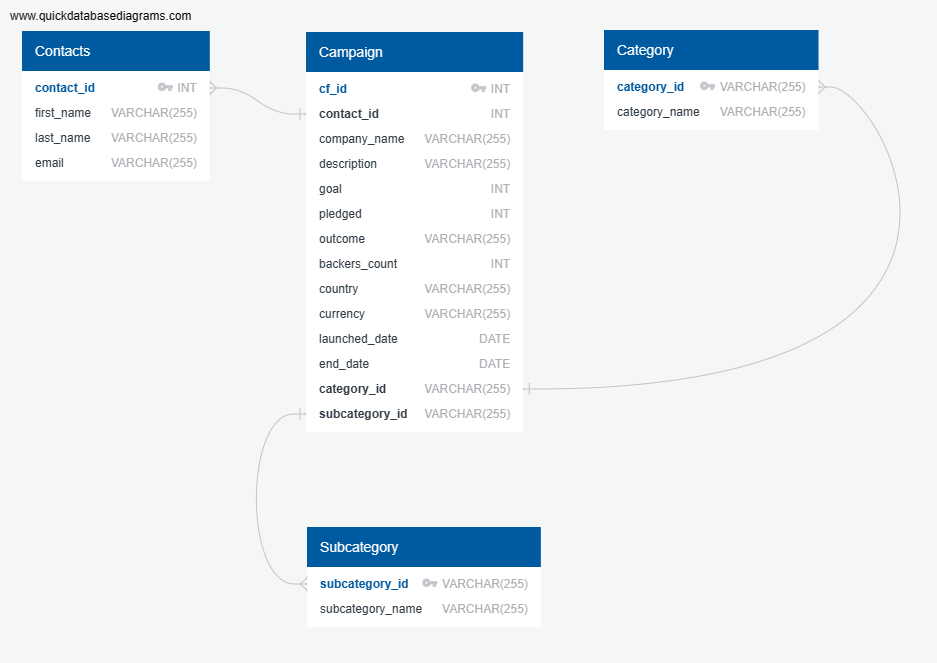 www.quickdatabasediagrams.com
Contacts
contact_id INT
first_name VARCHAR(255)
last_name VARCHAR(255)
email VARCHAR(255)
Campaign
cf_id INT
contact_id INT
company_name VARCHAR(255)
description VARCHAR(255)
goal INT
pledged INT
outcome VARCHAR(255)
backers_count INT
country VARCHAR(255)
currency VARCHAR(255)
launched_date DATE
end_date DATE
category_id VARCHAR(255)
subcategory_id VARCHAR(255)
Category
category_id VARCHAR(255)
category_name VARCHAR(255)
Subcategory
subcategory_id VARCHAR(255)
subcategory_name VARCHAR(255)